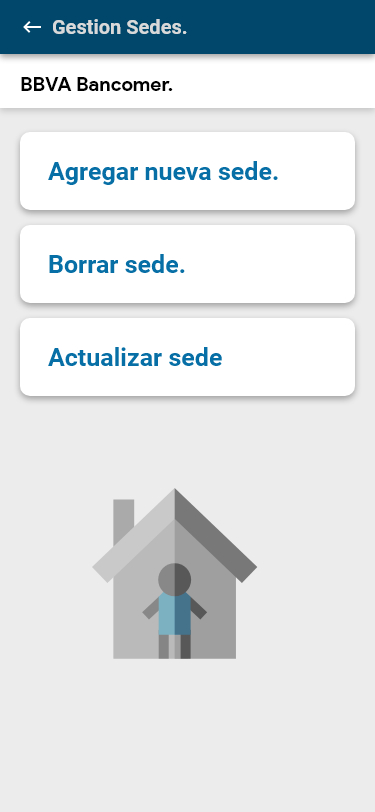 Gestion Sedes.
BBVA Bancomer.
Agregar nueva sede.
Borrar sede.
Actualizar sede